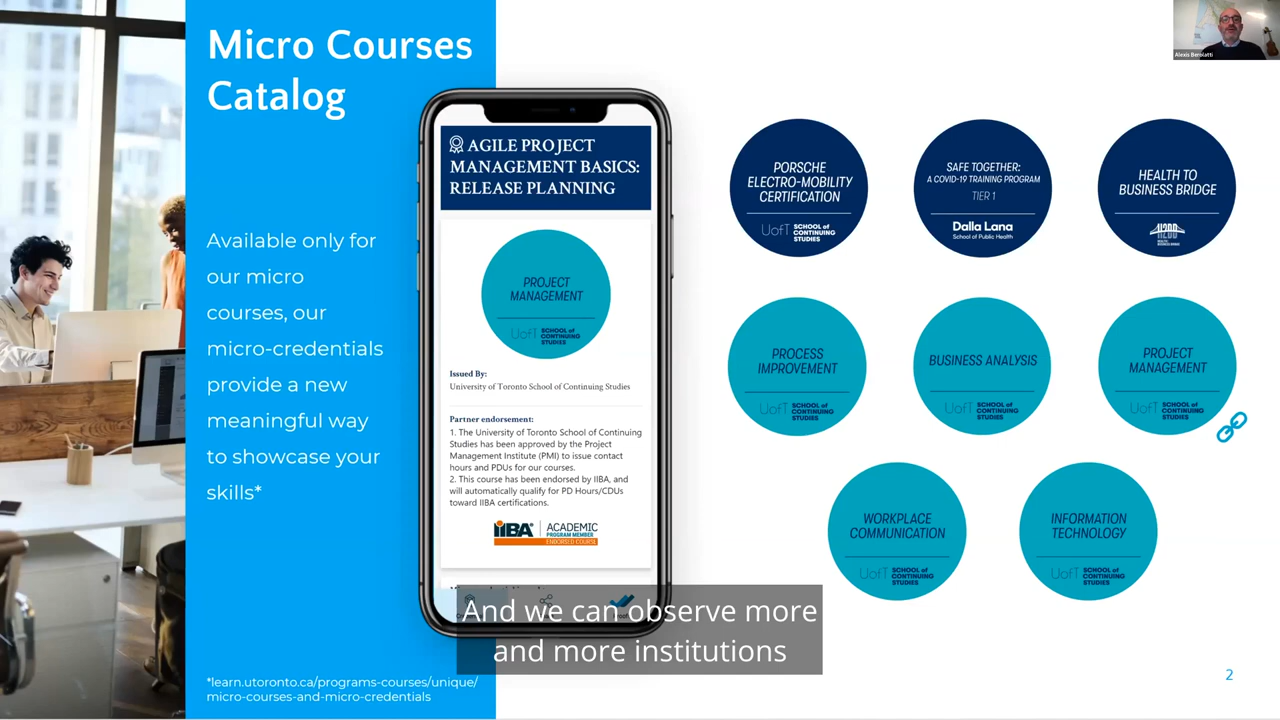 Micro Courses
Catalog
Available only for
our micro
courses, our
micro-credentials
provide a new
meaningful way
to showcase your
skills*
*learn.utoronto.ca/programs-courses/unique/
micro-courses-and-micro-credentials
AGILE PROJECT
MANAGEMENT BASICS:
RELEASE PLANNING
PROJECT
MANAGEMENT
UofT SCHOOL of
CONTINUING
STUDIES
Issued By:
University of Toronto School of Continuing Studies
Partner endorsement:
1. The University of Toronto School of Continuing
Studies has been approved by the Project
Management Institute (PMI) to issue contact
hours and PDUs for our courses.
2. This course has been endorsed by IIBA, and
will automatically qualify for PD Hours/CDUs
toward IIBA certifications.
IIBA® ACADEMIC
PROGRAM MEMBER
ENDORSED COURSE
PORSCHE
ELECTRO-MOBILITY
CERTIFICATION
UofT SCHOOL of
CONTINUING
STUDIES
SAFE TOGETHER:
A COVID-19 TRAINING PROGRAM
TIER 1
Dalla Lana
School of Public Health
HEALTH TO
BUSINESS BRIDGE
H2B
PROCESS
IMPROVEMENT
UofT SCHOOL of
CONTINUING
STUDIES
BUSINESS ANALYSIS
UofT SCHOOL of
CONTINUING
STUDIES
PROJECT
MANAGEMENT
UofT SCHOOL of
CONTINUING
STUDIES
WORKPLACE
COMMUNICATION
UofT SCHOOL of
CONTINUING
STUDIES
INFORMATION
TECHNOLOGY
UofT SCHOOL of
CONTINUING
STUDIES
Alexis Berolatti
And we can observe more
and more institutions
2